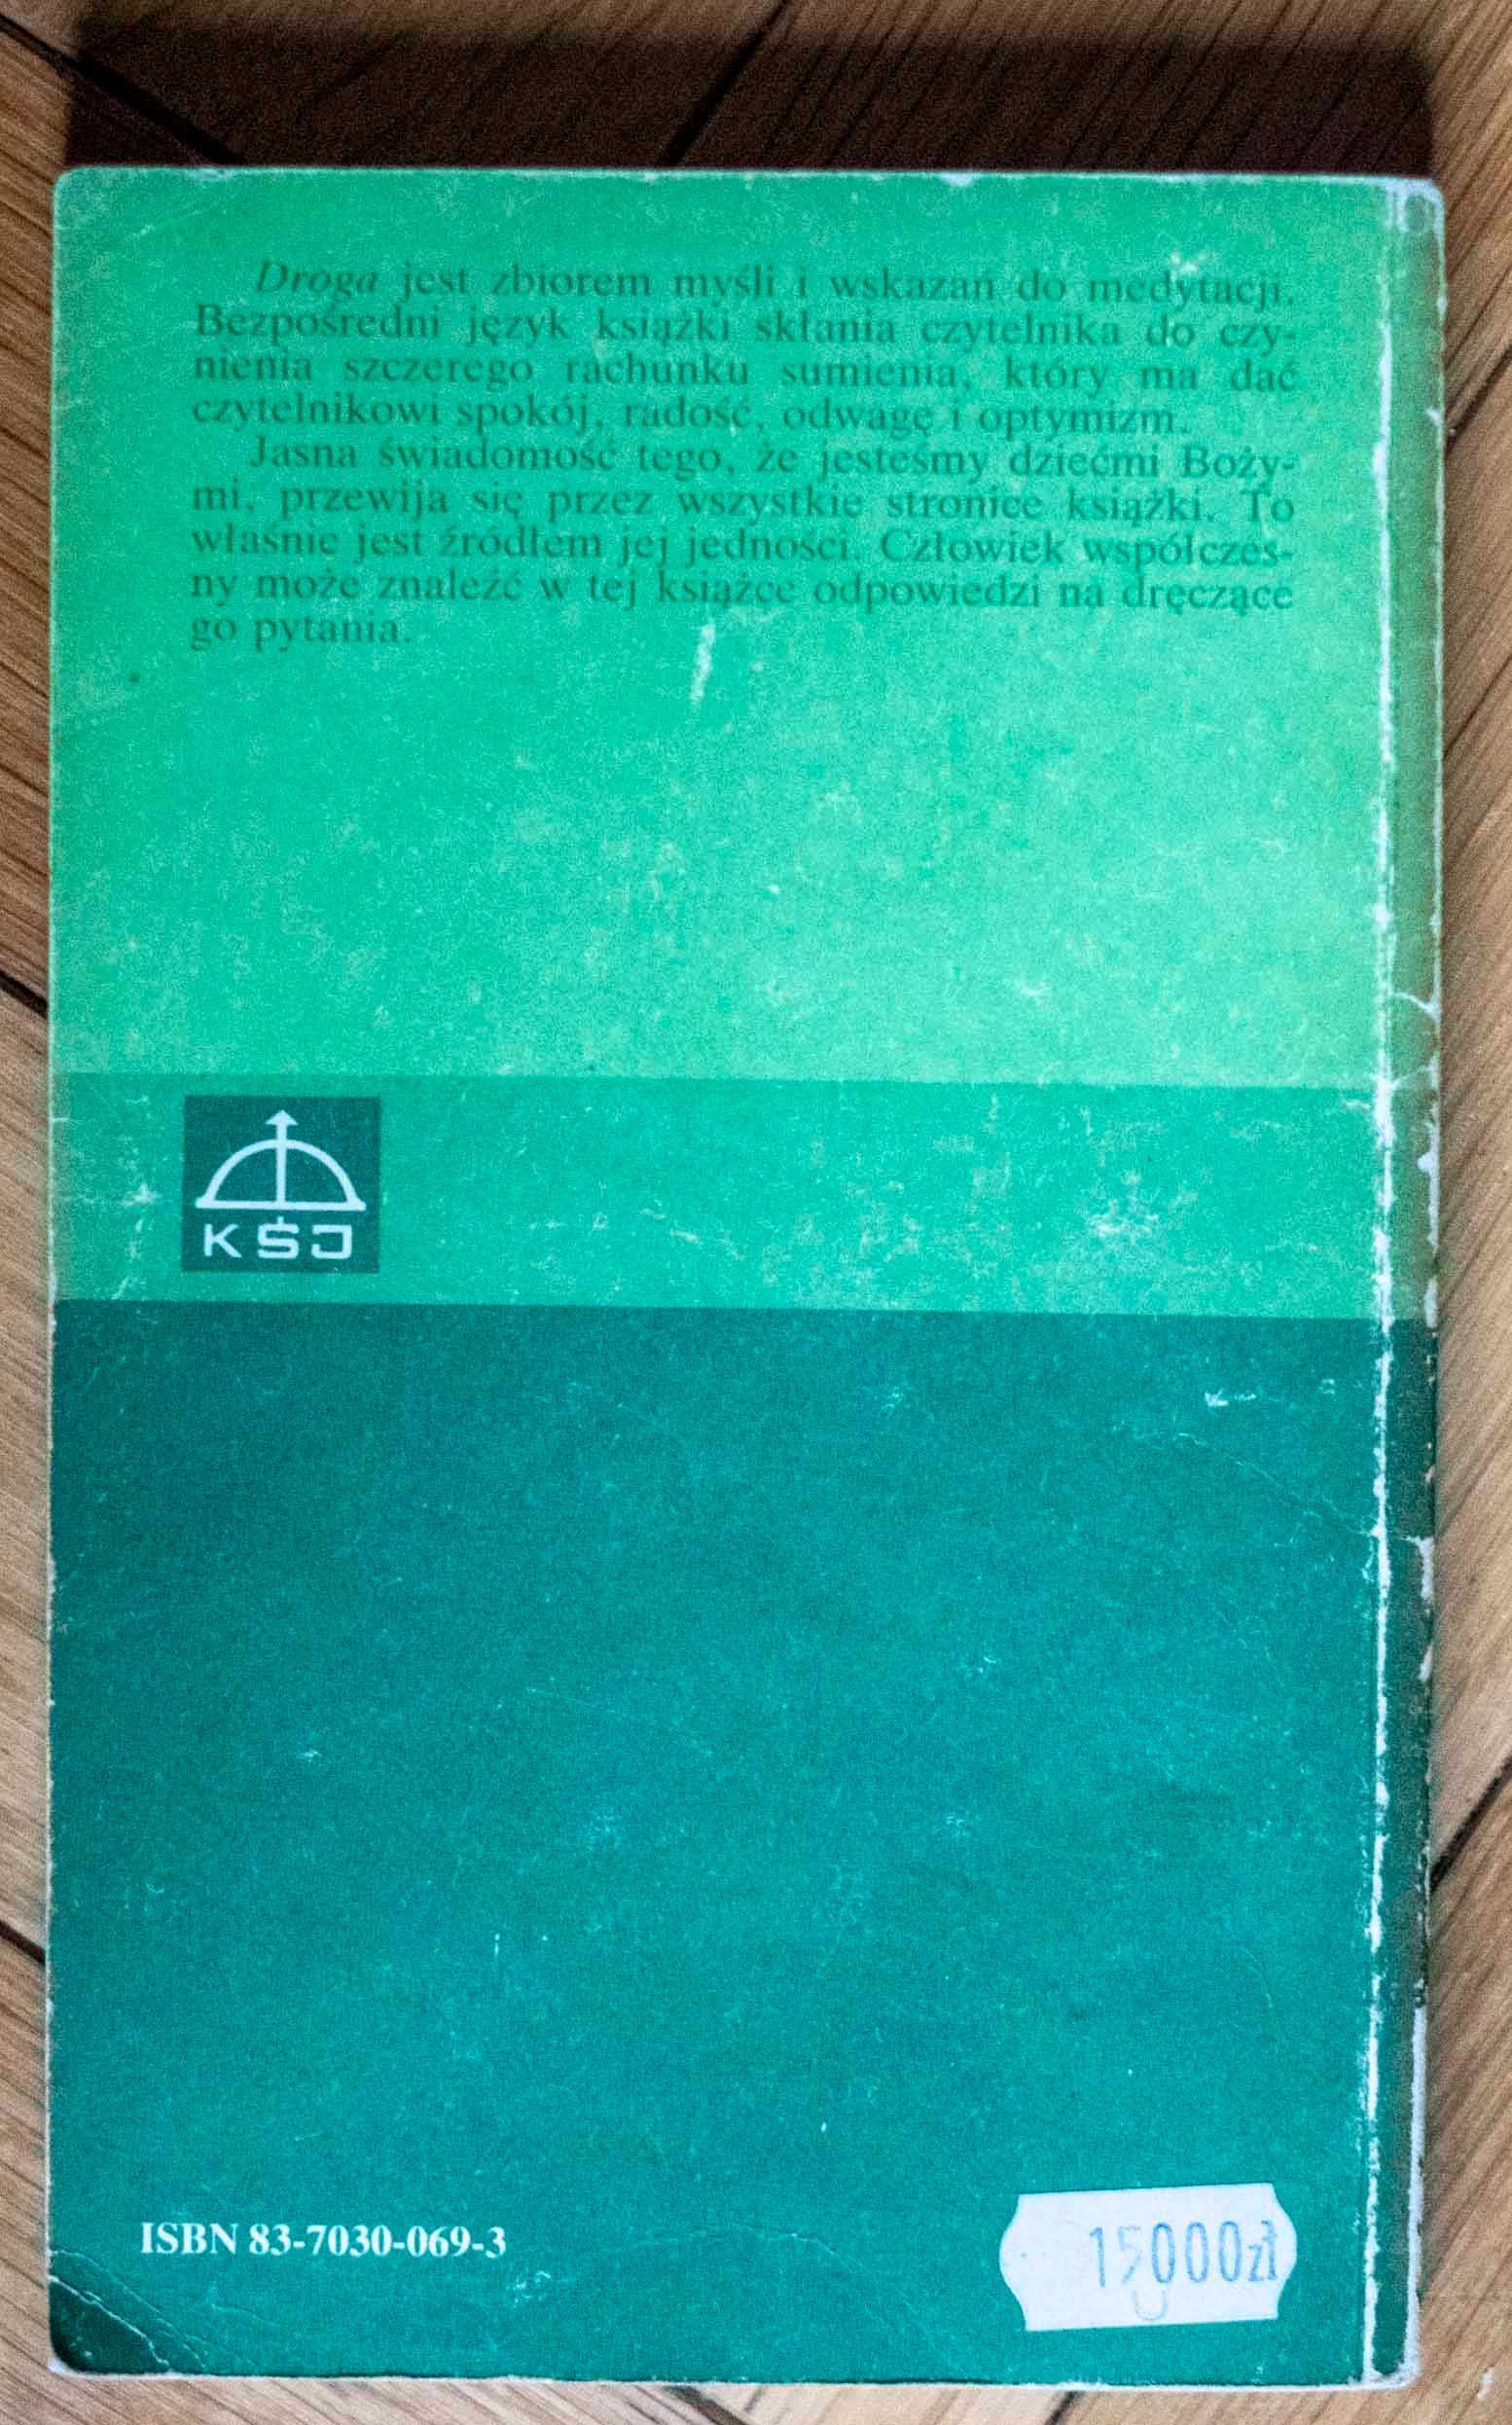 Droga jest zbiorem myśli i wskazań do medytacji.
Bezpośredni język książki skłania czytelnika do czy-
nienia szczerego rachunku sumienia, który ma dać
czytelnikowi spokój, radość, odwagę i optymizm.
Jasna świadomość tego, że jesteśmy dziećmi Boży-
mi, przewija się przez wszystkie stronice książki. To
właśnie jest źródłem jej jedności. Człowiek współczes-
ny może znaleźć w tej książce odpowiedzi na dręczące
go pytania.
KŚJ
ISBN 83-7030-069-3
15000zł